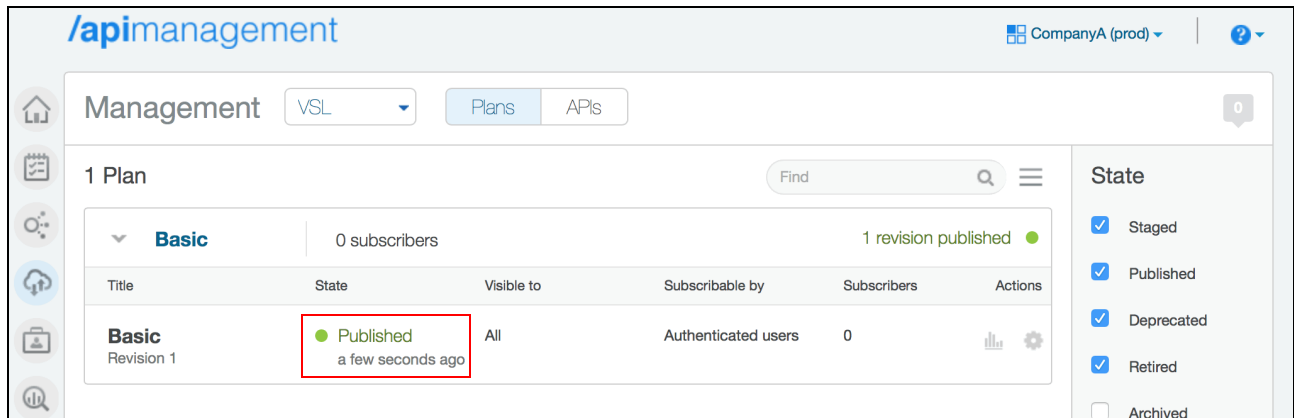 /apimanagement
CompanyA (prod)
?
Management
VSL
Plans
APIs
0
1 Plan
Find
State
Basic
0 subscribers
1 revision published
Staged
Title
State
Visible to
Subscribable by
Subscribers
Actions
Published
Basic
Published
All
Authenticated users
0
Deprecated
Revision 1
a few seconds ago
Retired
Archived